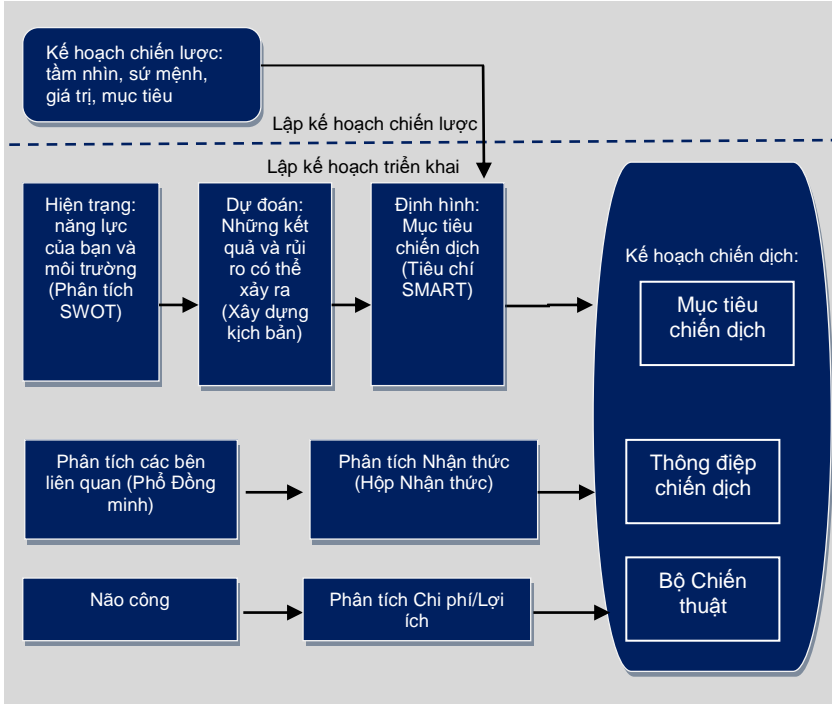 Kế hoạch chiến lược:
tầm nhìn, sứ mệnh,
giá trị, mục tiêu
Lập kế hoạch chiến lược
Lập kế hoạch triển khai
Hiện trạng:
năng lực
của bạn và
môi trường
(Phân tích
SWOT)
Dự đoán:
Những kết
quả và rủi
ro có thể
xảy ra
(Xây dựng
kịch bản)
Định hình:
Mục tiêu
chiến dịch
(Tiêu chí
SMART)
Kế hoạch chiến dịch:
Mục tiêu
chiến dịch
Phân tích các bên
liên quan (Phổ Đồng
minh)
Phân tích Nhận thức
(Hộp Nhận thức)
Thông điệp
chiến dịch
Não công
Phân tích Chi phí/Lợi
ích
Bộ Chiến
thuật